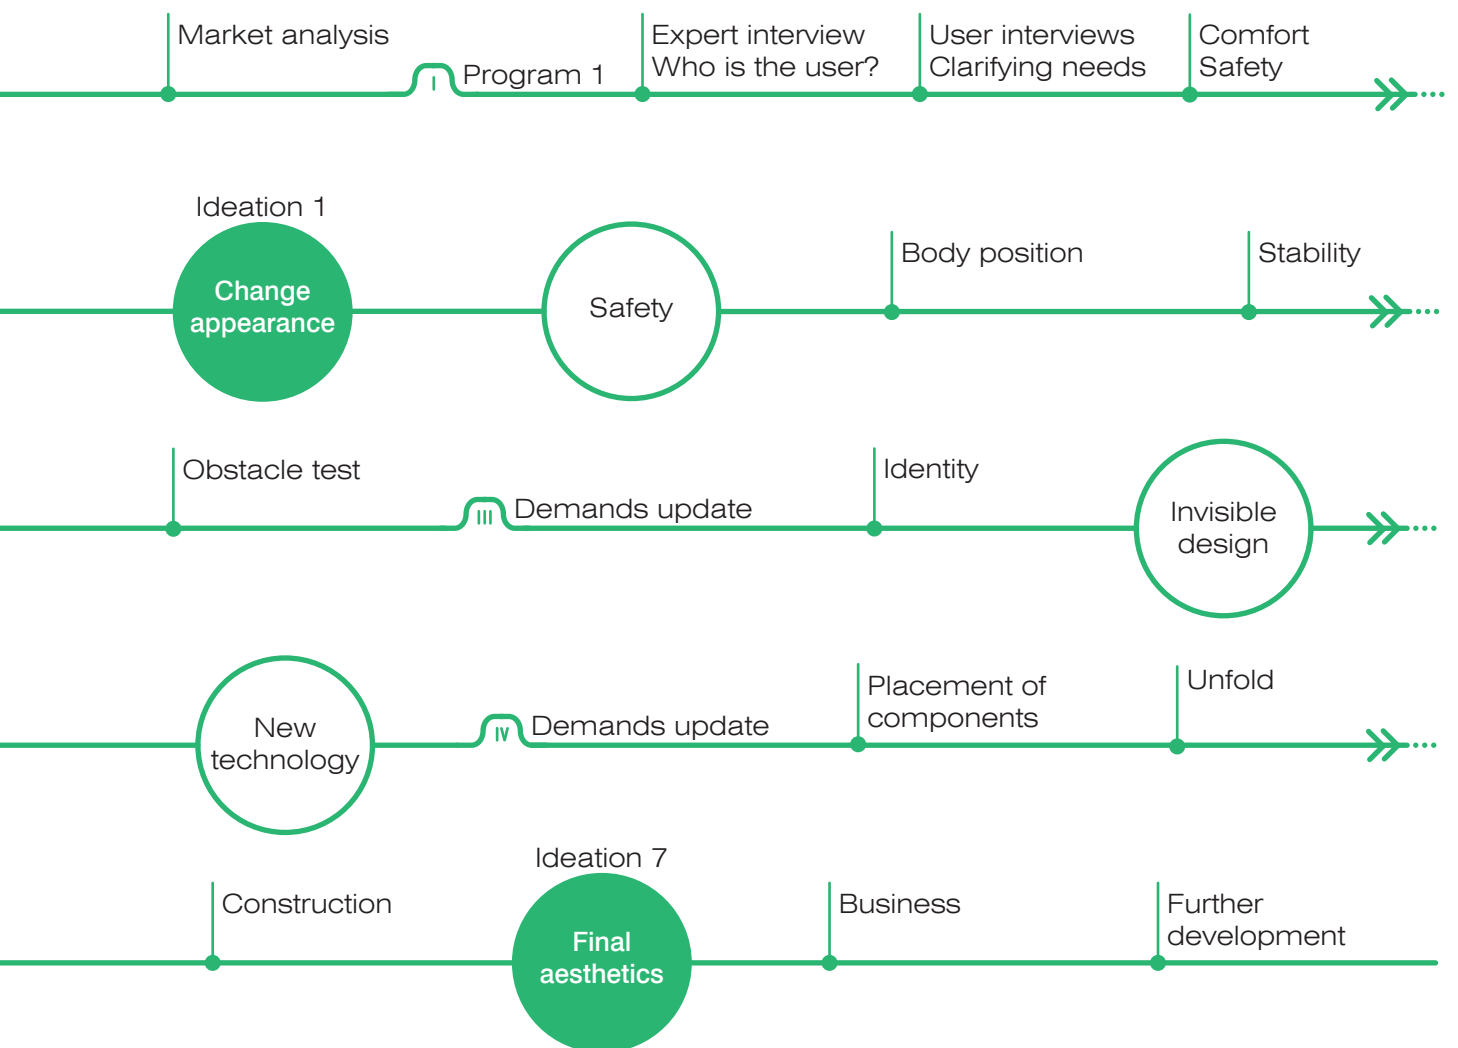 Market analysis
I
Program 1
Expert interview
Who is the user?
User interviews
Clarifying needs
Comfort
Safety
Ideation 1
Change
appearance
Safety
Body position
Stability
Obstacle test
III
Demands update
Identity
Invisible
design
New
technology
IV
Demands update
Placement of
components
Unfold
Construction
Ideation 7
Final
aesthetics
Business
Further
development